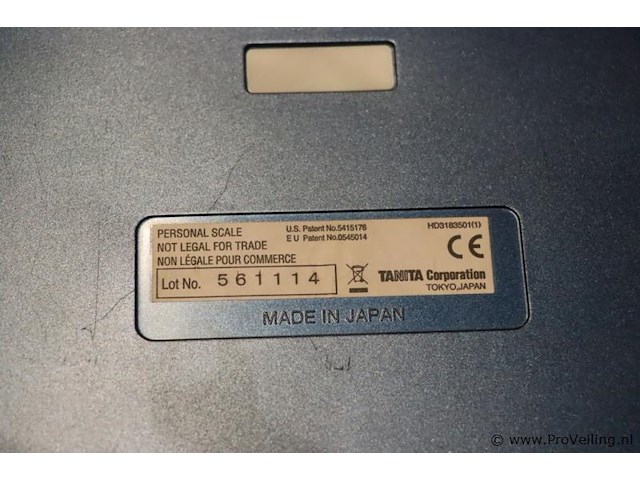 PERSONAL SCALE
NOT LEGAL FOR TRADE
NON LÉGALE POUR COMMERCE
U.S. Patent No.5415176
E U Patent No.0545014
HD3183501(1)
CE
Lot No. 561114
TANITA Corporation
TOKYO,JAPAN
MADE IN JAPAN
© www.ProVeiling.nl